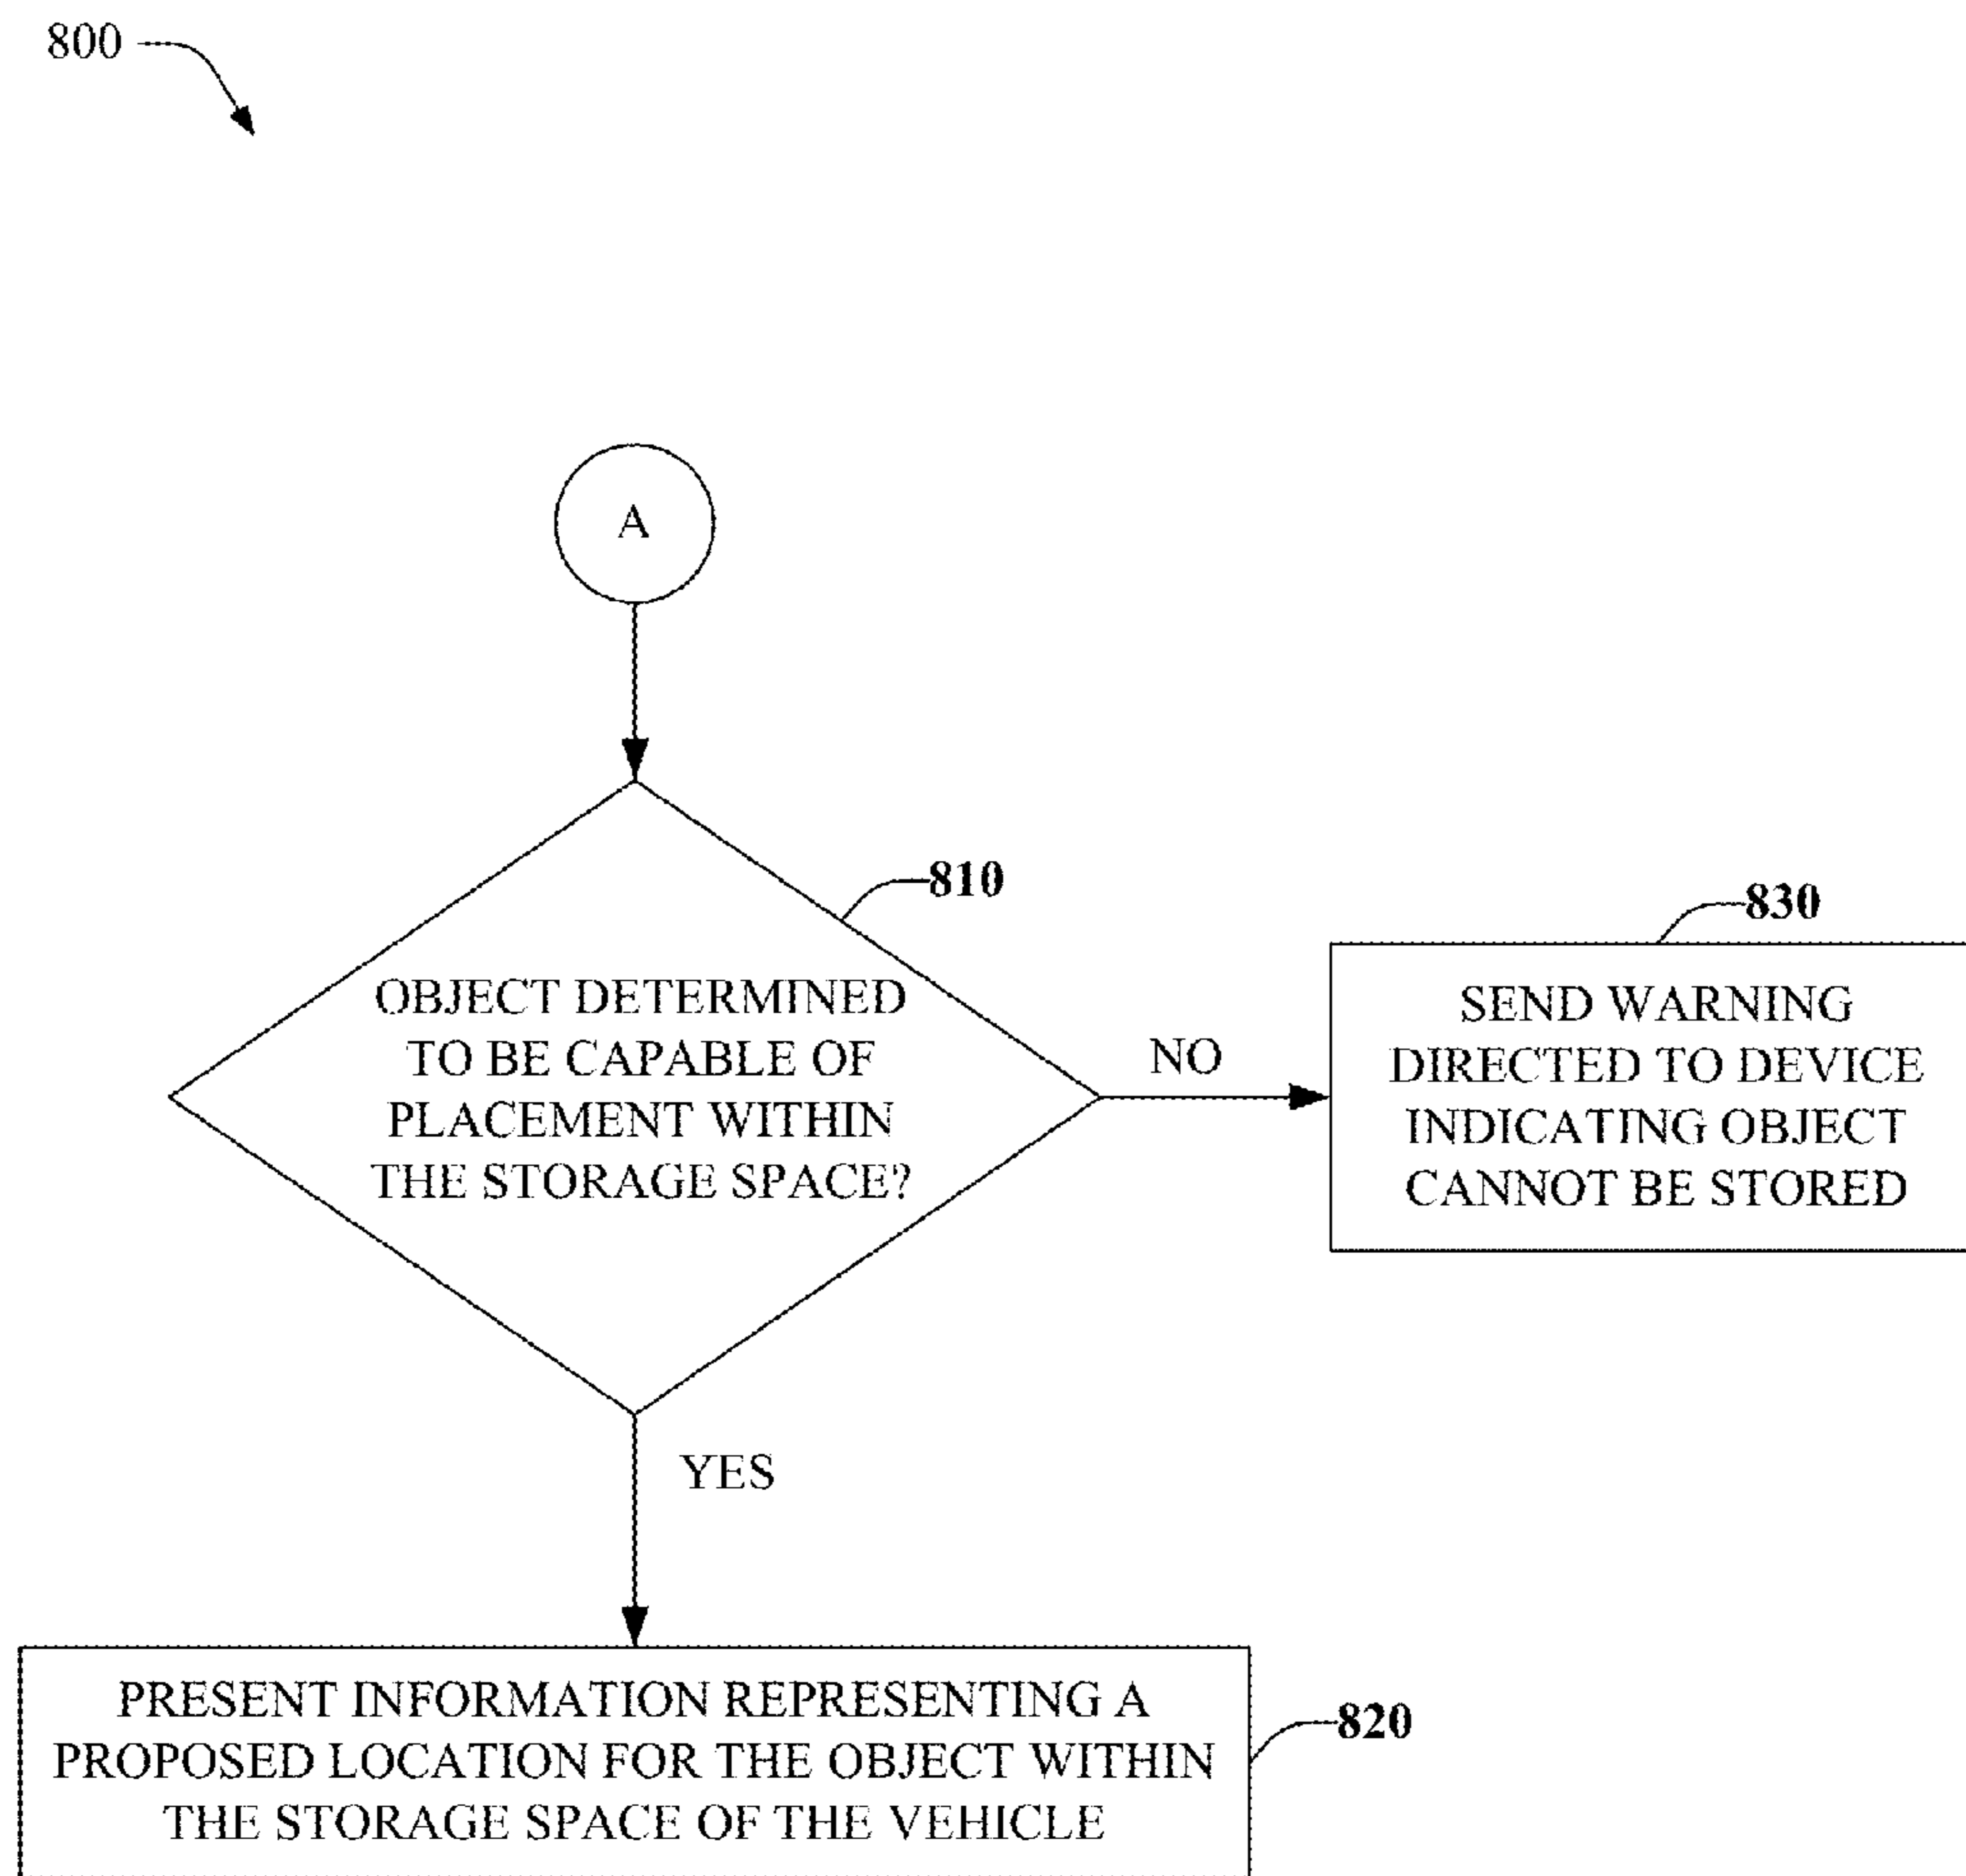 800
A
810
OBJECT DETERMINED
TO BE CAPABLE OF
PLACEMENT WITHIN
THE STORAGE SPACE?
NO
830
SEND WARNING
DIRECTED TO DEVICE
INDICATING OBJECT
CANNOT BE STORED
YES
820
PRESENT INFORMATION REPRESENTING A
PROPOSED LOCATION FOR THE OBJECT WITHIN
THE STORAGE SPACE OF THE VEHICLE